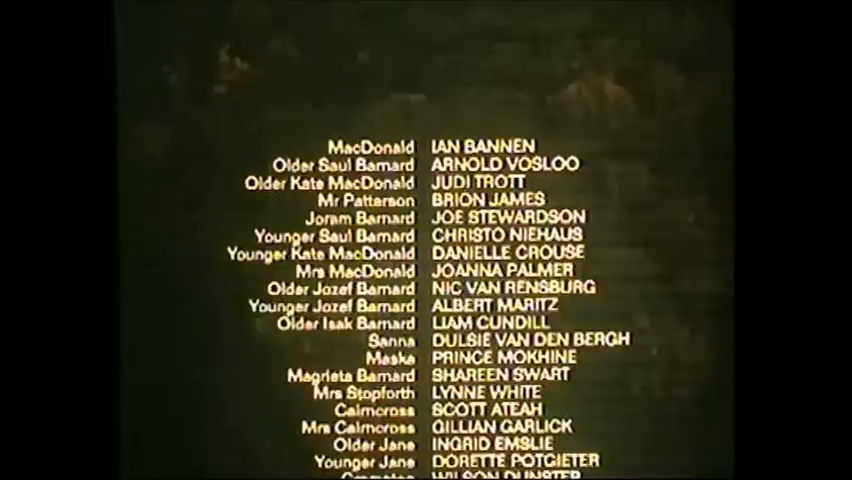 MacDonald IAN BANNEN
Older Saul Barnard ARNOLD VOSLOO
Older Kate MacDonald JUDI TROTT
Mr Patterson BRION JAMES
Joram Barnard JOE STEWARDSON
Younger Saul Barnard CHRISTO NIEHAUS
Younger Kate MacDonald DANIELLE CROUSE
Mrs MacDonald JOANNA PALMER
Older Jozef Barnard NIC VAN RENSBURG
Younger Jozef Barnard ALBERT MARITZ
Older Isak Barnard LIAM CUNDILL
Sanna DULSIE VAN DEN BERGH
Maska PRINCE MOKHINE
Magrieta Barnard SHAREEN SWART
Mrs Stopforth LYNNE WHITE
Cairncross SCOTT ATEAH
Mrs Cairncross GILLIAN GARLICK
Older Jane INGRID EMSLIE
Younger Jane DORETTE POTGIETER
WILSON DUNSTER